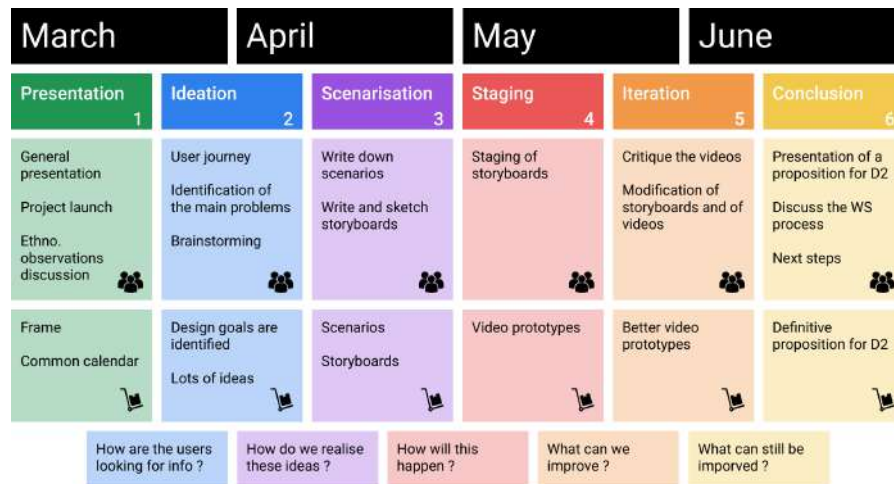 March
April
May
June
Presentation
1
Ideation
2
Scenarisation
3
Staging
4
Iteration
5
Conclusion
6
General
presentation
Project launch
Ethno.
observations
discussion
User journey
Identification of
the main problems
Brainstorming
Write down
scenarios
Write and sketch
storyboards
Staging of
storyboards
Critique the videos
Modification of
storyboards and of
videos
Presentation of a
proposition for D2
Discuss the WS
process
Next steps
Frame
Common calendar
Design goals are
identified
Lots of ideas
Scenarios
Storyboards
Video prototypes
Better video
prototypes
Definitive
proposition for D2
How are the users
looking for info ?
How do we realise
these ideas ?
How will this
happen ?
What can we
improve ?
What can still be
imporved ?